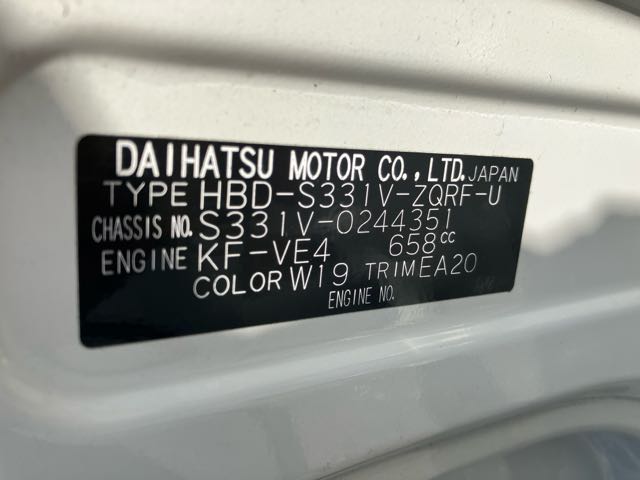 DAIHATSU MOTOR CO.,LTD. JAPAN
TYPE HBD-S331V-ZQRF-U
CHASSIS NO. S331V-0244351
ENGINE KF-VE4 658CC
COLOR W19 TRIM EA20
ENGINE NO.